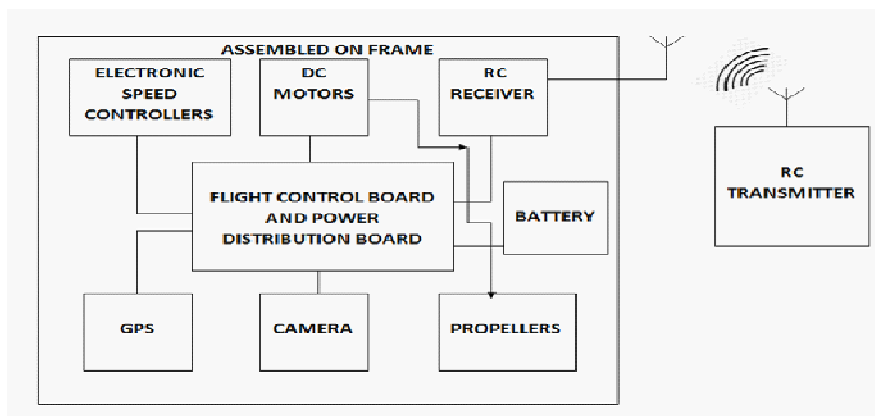 ASSEMBLED ON FRAME
ELECTRONIC
SPEED
CONTROLLERS
DC
MOTORS
RC
RECEIVER
RC
TRANSMITTER
FLIGHT CONTROL BOARD
AND POWER
DISTRIBUTION BOARD
BATTERY
GPS
CAMERA
PROPELLERS